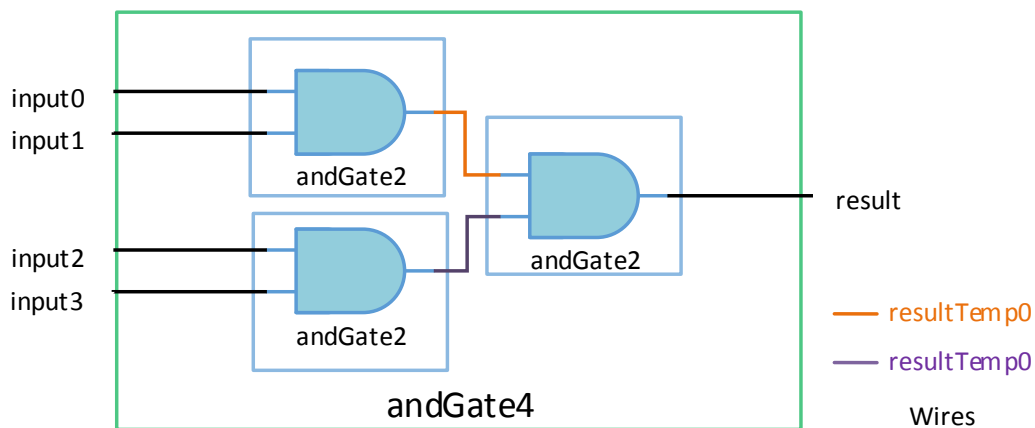 input0
input1
andGate2
input2
input3
andGate2
andGate2
result
resultTemp0
resultTemp0
andGate4
Wires